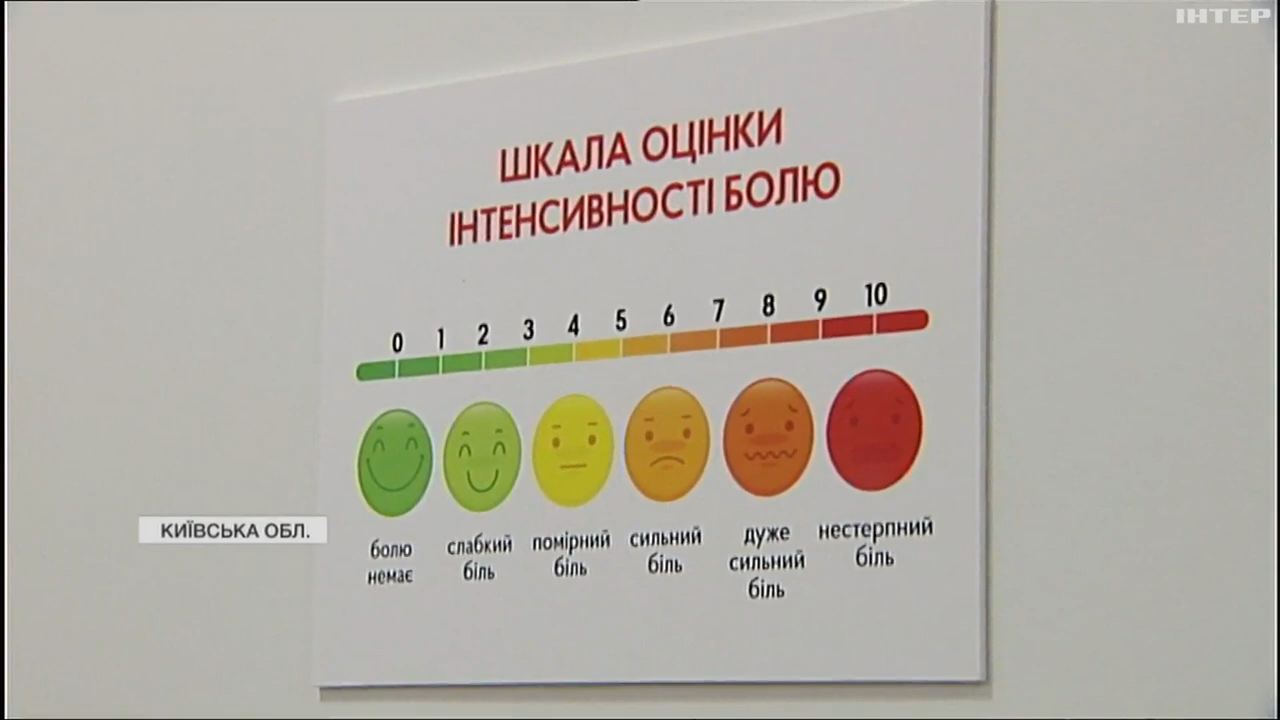 ІНТЕР
ШКАЛА ОЦІНКИ
ІНТЕНСИВНОСТІ БОЛЮ
0 1 2 3 4 5 6 7 8 9 10
болю немає
слабкий біль
помірний біль
сильний біль
дуже сильний біль
нестерпний біль
КИЇВСЬКА ОБЛ.